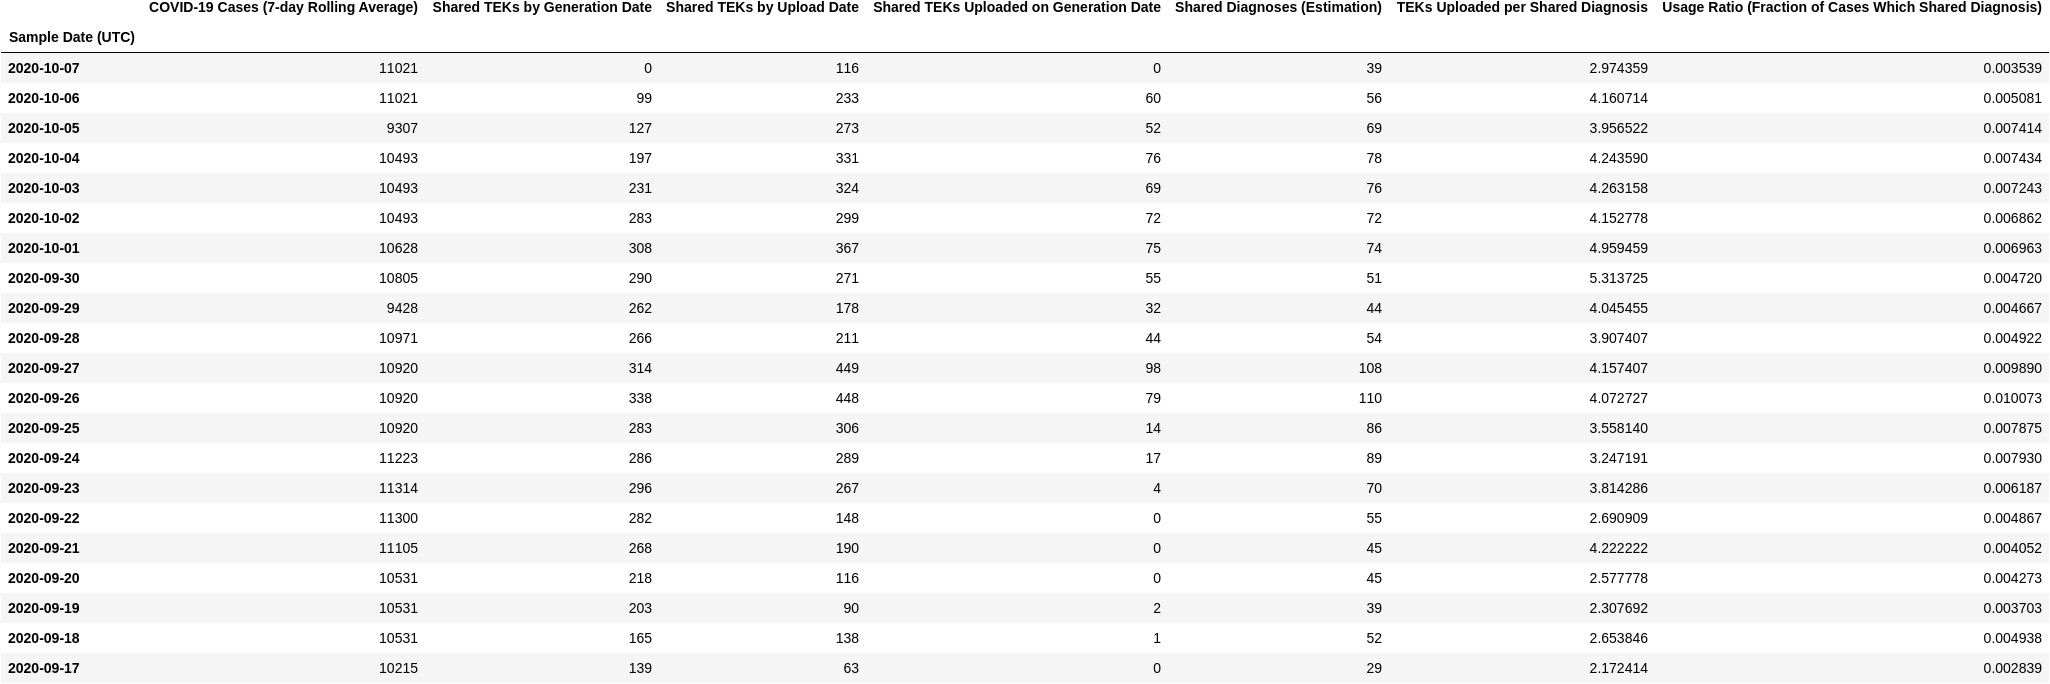 COVID-19 Cases (7-day Rolling Average) Shared TEKs by Generation Date Shared TEKs by Upload Date Shared TEKs Uploaded on Generation Date Shared Diagnoses (Estimation) TEKs Uploaded per Shared Diagnosis Usage Ratio (Fraction of Cases Which Shared Diagnosis)
Sample Date (UTC)
2020-10-07 11021 0 116 0 39 2.974359 0.003539
2020-10-06 11021 99 233 60 56 4.160714 0.005081
2020-10-05 9307 127 273 52 69 3.956522 0.007414
2020-10-04 10493 197 331 76 78 4.243590 0.007434
2020-10-03 10493 231 324 69 76 4.263158 0.007243
2020-10-02 10493 283 299 72 72 4.152778 0.006862
2020-10-01 10628 308 367 75 74 4.959459 0.006963
2020-09-30 10805 290 271 55 51 5.313725 0.004720
2020-09-29 9428 262 178 32 44 4.045455 0.004667
2020-09-28 10971 266 211 44 54 3.907407 0.004922
2020-09-27 10920 314 449 98 108 4.157407 0.009890
2020-09-26 10920 338 448 79 110 4.072727 0.010073
2020-09-25 10920 283 306 14 86 3.558140 0.007875
2020-09-24 11223 286 289 17 89 3.247191 0.007930
2020-09-23 11314 296 267 4 70 3.814286 0.006187
2020-09-22 11300 282 148 0 55 2.690909 0.004867
2020-09-21 11105 268 190 0 45 4.222222 0.004052
2020-09-20 10531 218 116 0 45 2.577778 0.004273
2020-09-19 10531 203 90 2 39 2.307692 0.003703
2020-09-18 10531 165 138 1 52 2.653846 0.004938
2020-09-17 10215 139 63 0 29 2.172414 0.002839